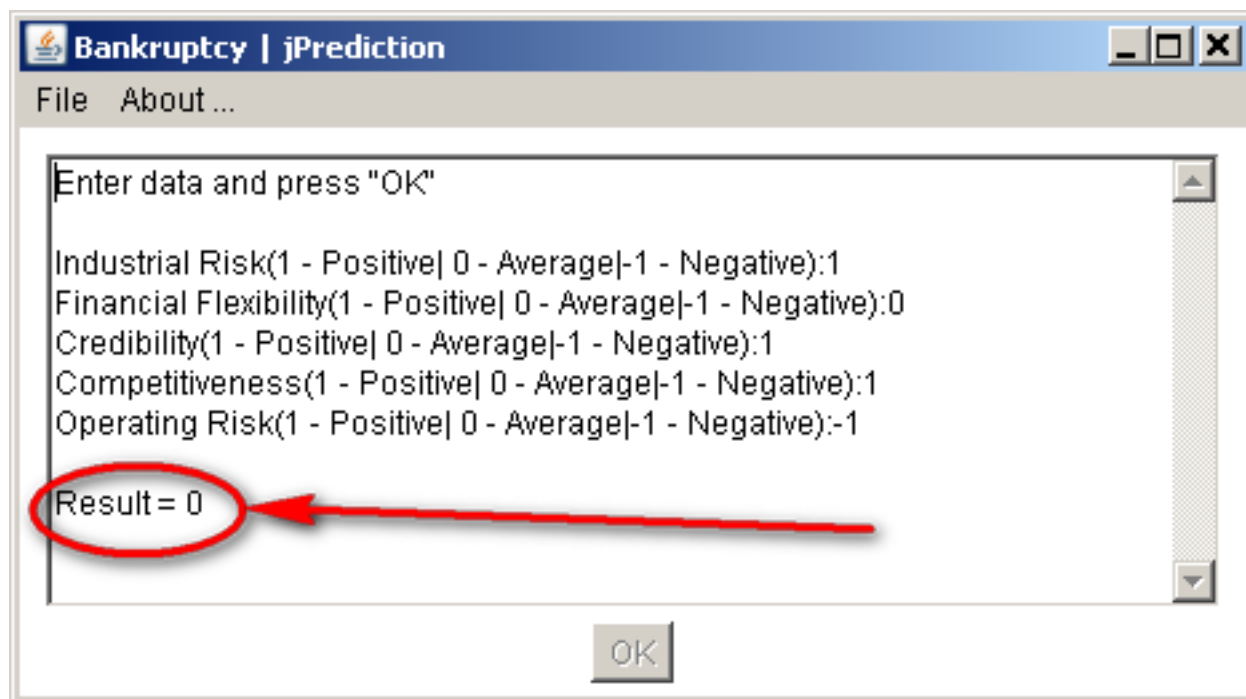 Bankruptcy | jPrediction
File About ...
Enter data and press "OK"
Industrial Risk(1 - Positive| 0 - Average|-1 - Negative):1
Financial Flexibility(1 - Positive| 0 - Average|-1 - Negative):0
Credibility(1 - Positive| 0 - Average|-1 - Negative):1
Competitiveness(1 - Positive| 0 - Average|-1 - Negative):1
Operating Risk(1 - Positive| 0 - Average|-1 - Negative):-1
Result = 0
OK